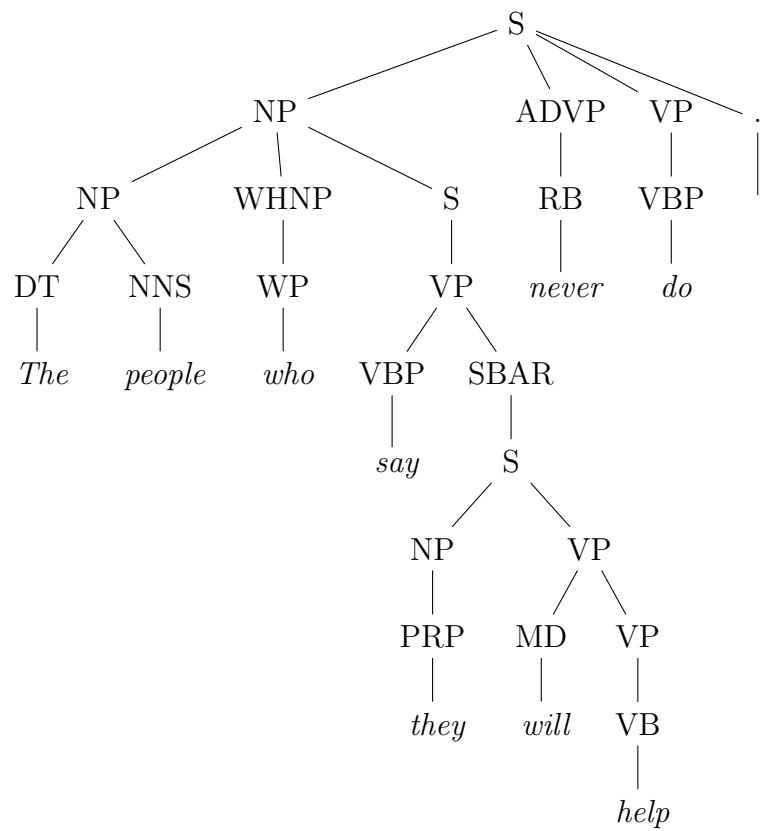 S
NP ADVP VP .
NP WHNP S RB VBP
DT NNS WP VP never do
The people who VBP SBAR
say S
NP VP
PRP MD VP
they will VB
help